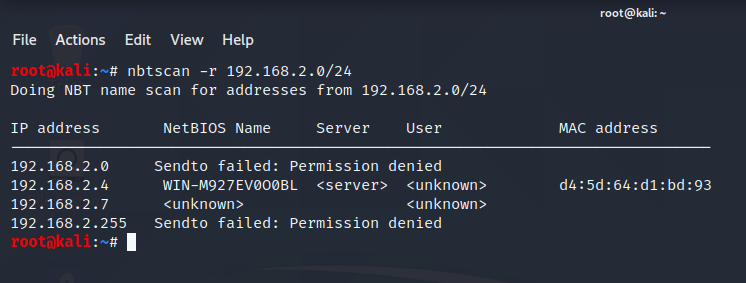 root@kali: ~
File Actions Edit View Help
root@kali:~# nbtscan -r 192.168.2.0/24
Doing NBT name scan for addresses from 192.168.2.0/24
IP address NetBIOS Name Server User MAC address
192.168.2.0 Sendto failed: Permission denied
192.168.2.4 WIN-M927EV0O0BL <server> <unknown> d4:5d:64:d1:bd:93
192.168.2.7 <unknown> <unknown>
192.168.2.255 Sendto failed: Permission denied
root@kali:~#